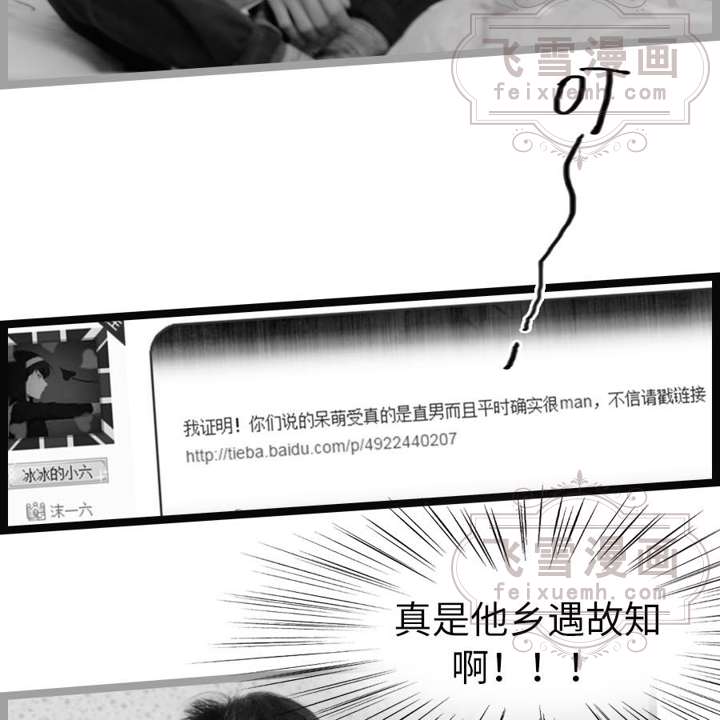 飞雪漫画
feixuemh.com
叮
我证明！你们说的呆萌受真的是直男而且平时确实很man，不信请戳链接
http://tieba.baidu.com/p/4922440207
冰冰的小六
沫一六
飞雪漫画
feixuemh.com
真是他乡遇故知
啊！！！